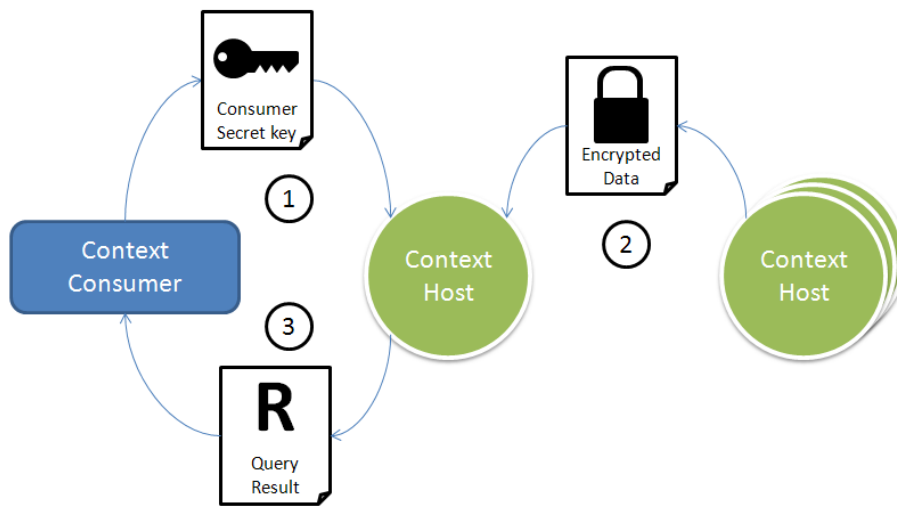 Consumer
Secret key
1
Encrypted
Data
2
Context
Consumer
Context
Host
Context
Host
3
R
Query
Result